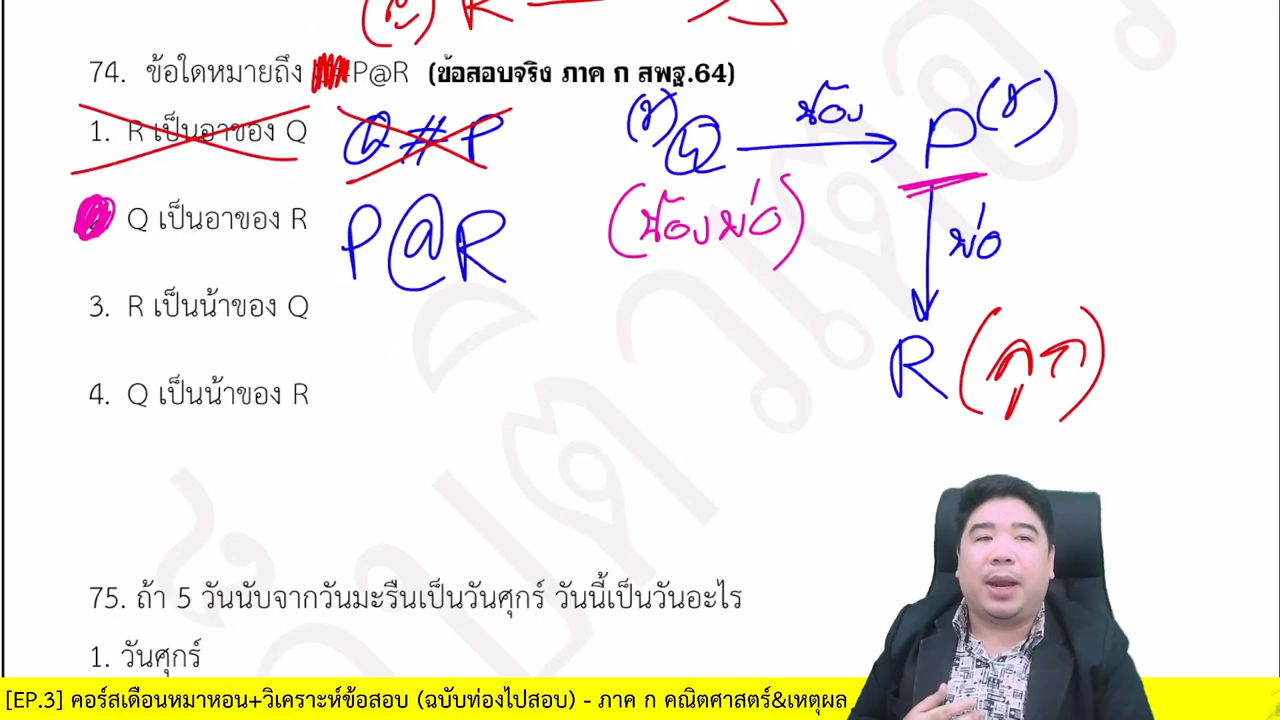 74. ข้อใดหมายถึง P@R (ข้อสอบจริง ภาค ก สพฐ.64)
1. R เป็นอาของ Q
Q # P
(ช) Q น้อง P (ช)
Q เป็นอาของ R
P @ R
(น้องพ่อ)
พ่อ
3. R เป็นน้าของ Q
R (ลูก)
4. Q เป็นน้าของ R
75. ถ้า 5 วันนับจากวันมะรืนเป็นวันศุกร์ วันนี้เป็นวันอะไร
1. วันศุกร์
[EP.3] คอร์สเดือนหมาหอน+วิเคราะห์ข้อสอบ (ฉบับท่องไปสอบ) - ภาค ก คณิตศาสตร์&เหตุผล